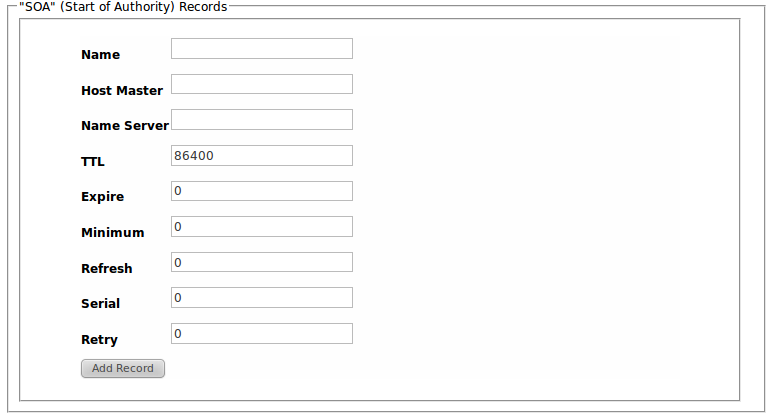 "SOA" (Start of Authority) Records
Name
Host Master
Name Server
TTL 86400
Expire 0
Minimum 0
Refresh 0
Serial 0
Retry 0
Add Record